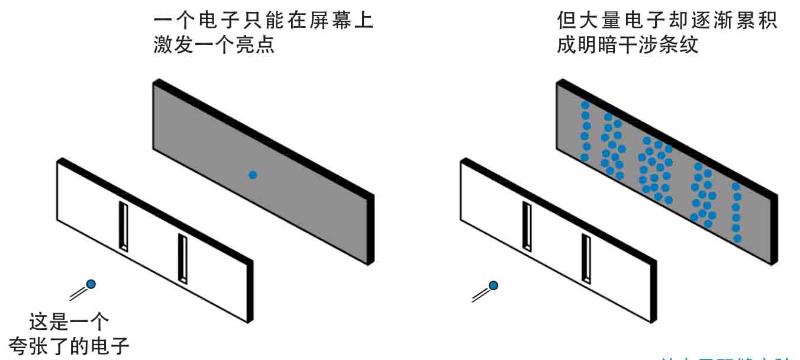 一个电子只能在屏幕上
激发一个亮点
但大量电子却逐渐累积
成明暗干涉条纹
这是一个
夸张了的电子